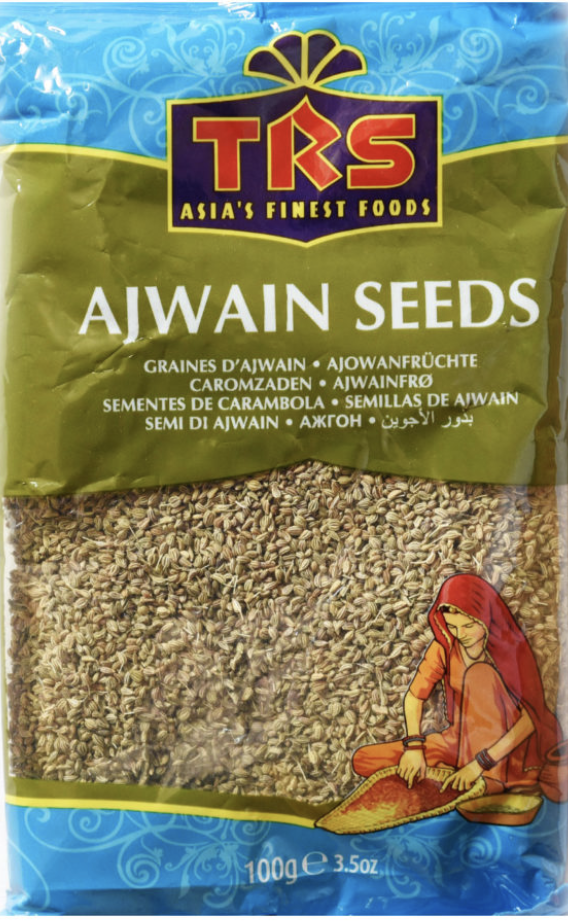 TRS
ASIA'S FINEST FOODS
AJWAIN SEEDS
GRAINES D'AJWAIN • AJOWANFRÜCHTE
CAROMZADEN • AJWAINFRØ
SEMENTES DE CARAMBOLA • SEMILLAS DE AJWAIN
SEMI DI AJWAIN • АЖГОН • بذور الأجوين
100g e 3.5oz